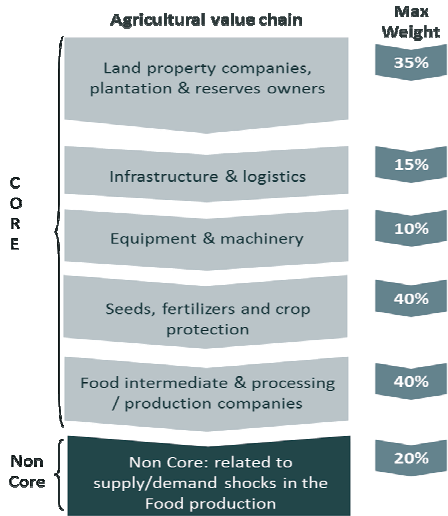 Agricultural value chain
Max
Weight
Land property companies,
plantation & reserves owners
35%
Infrastructure & logistics
15%
Equipment & machinery
10%
Seeds, fertilizers and crop
protection
40%
Food intermediate & processing
/ production companies
40%
C
O
R
E
Non
Core
Non Core: related to
supply/demand shocks in the
Food production
20%